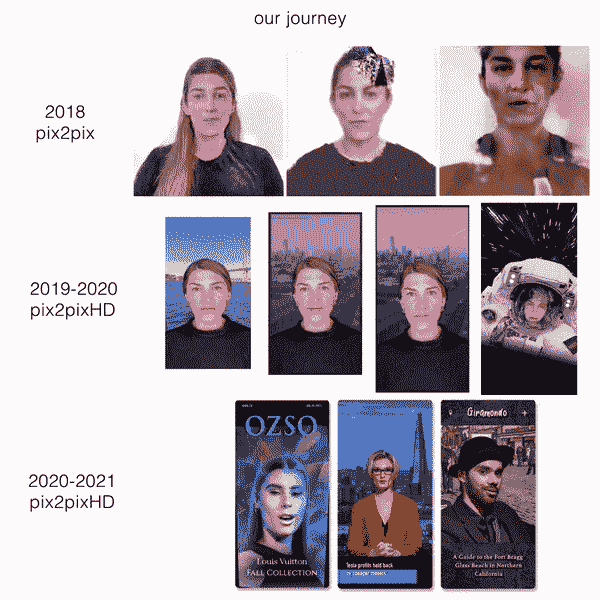 our journey
2018
pix2pix
2019-2020
pix2pixHD
2020-2021
pix2pixHD
OZSO
Louis Vuitton
FALL COLLECTION
Tesla profits held back
Giramondo
A Guide to the Fort Bragg
Glass Beach in Northern
California